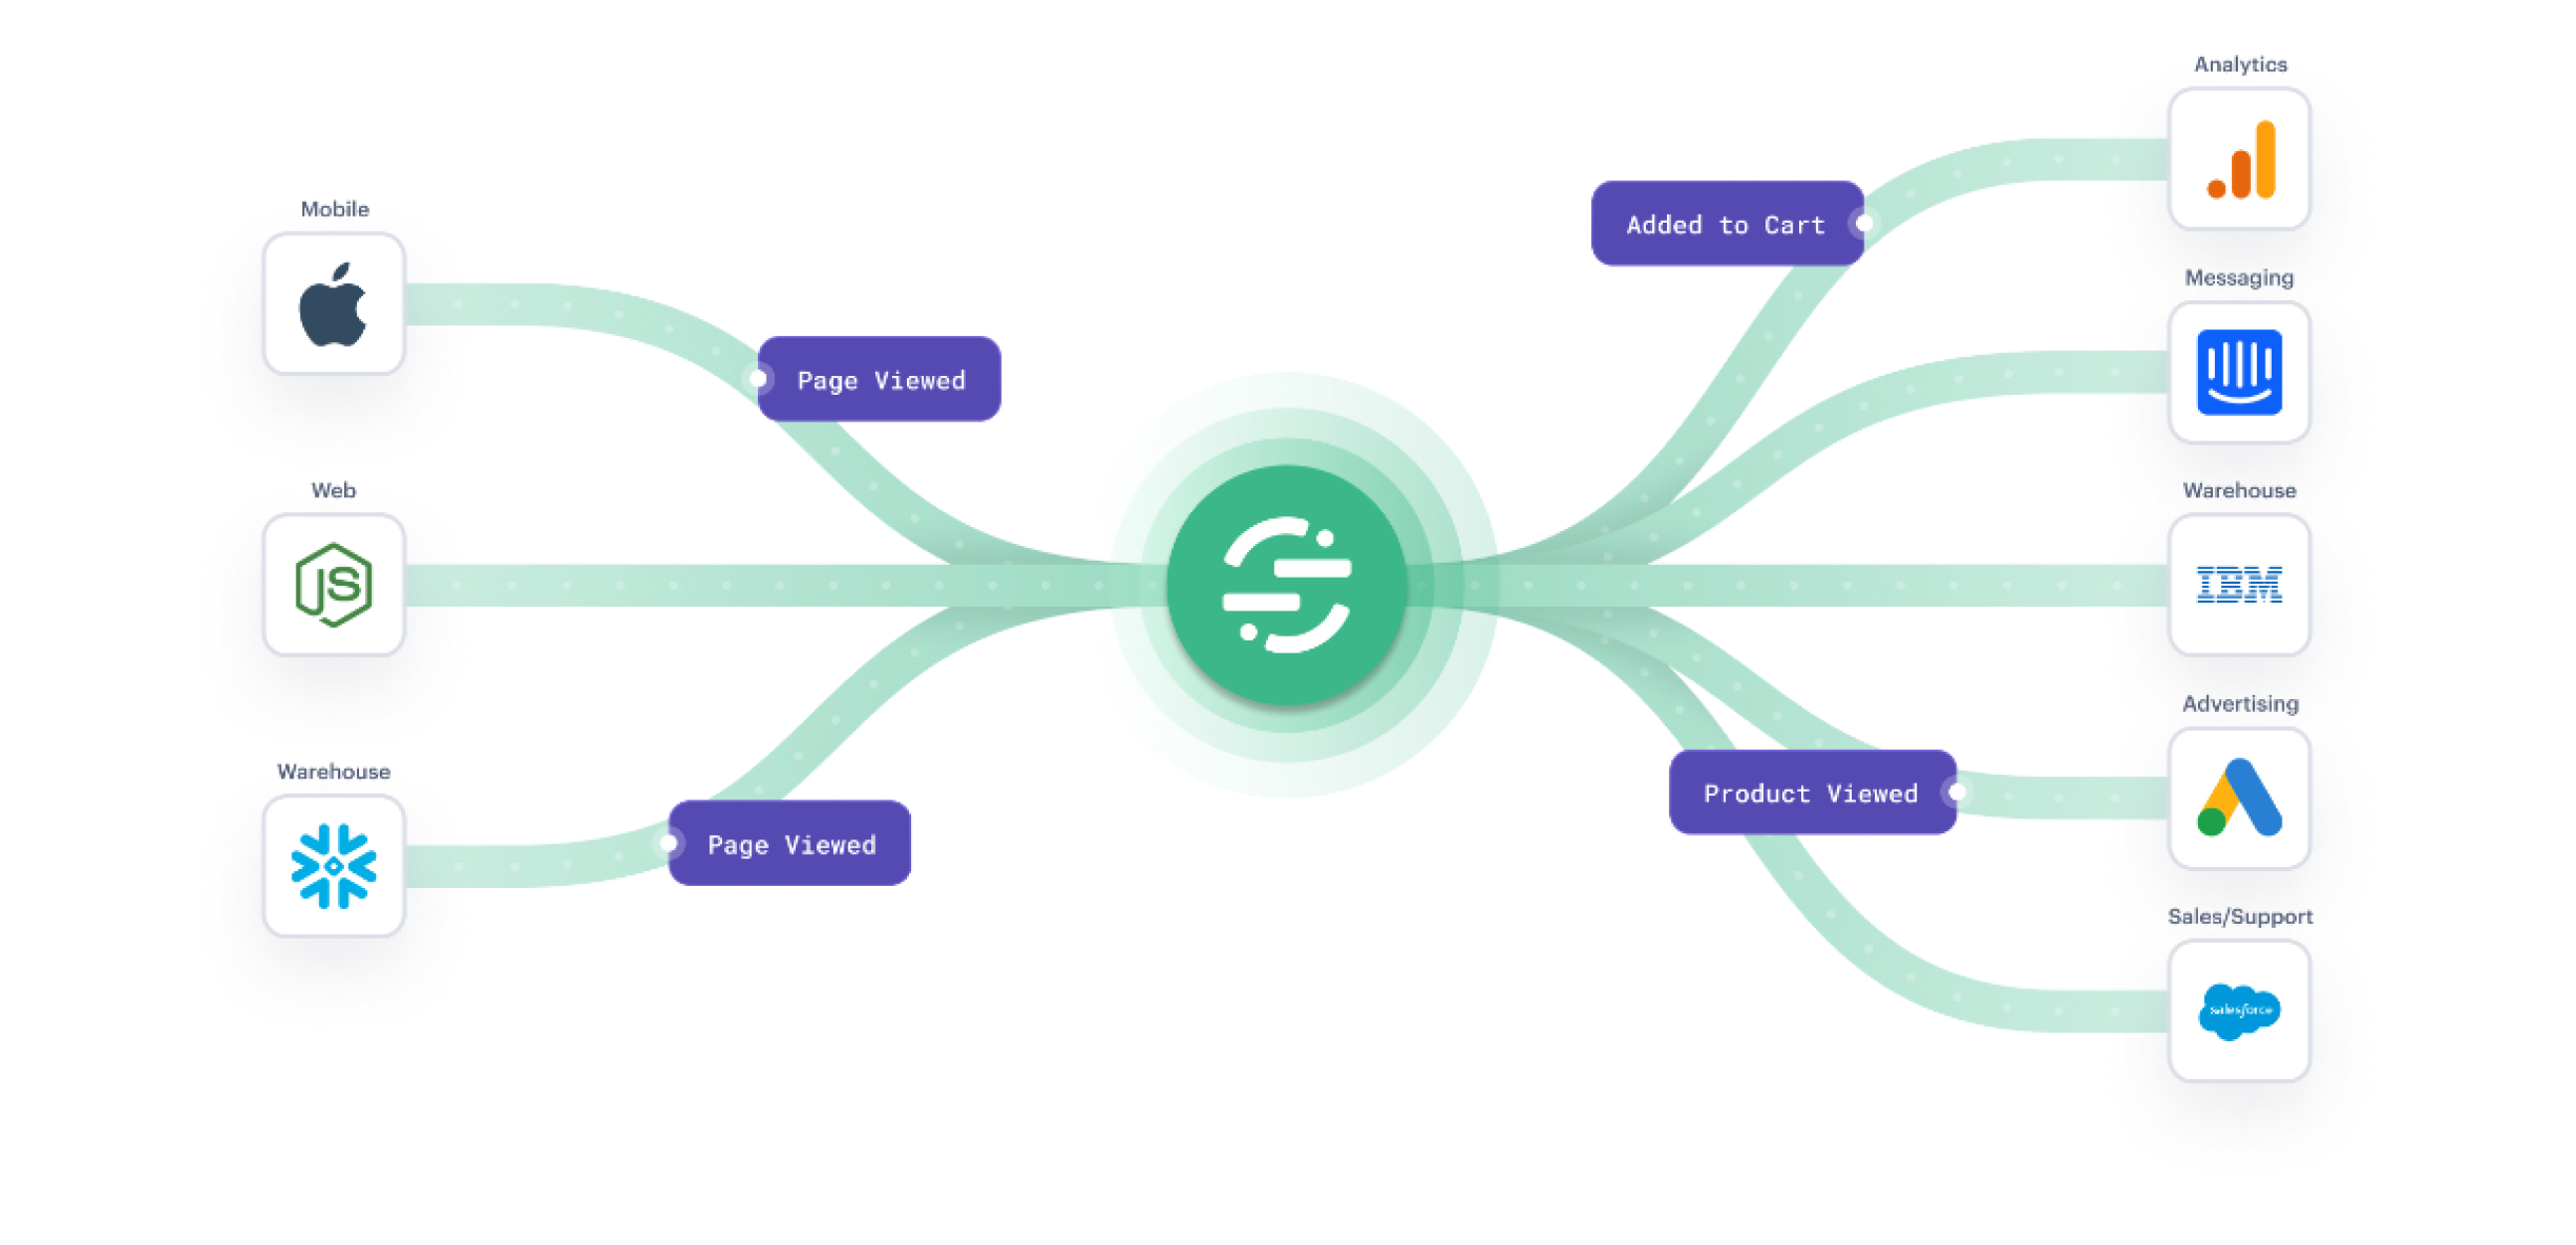 Mobile
Page Viewed
Web
JS
Warehouse
Page Viewed
Analytics
Added to Cart
Messaging
Warehouse
IBM
Advertising
Product Viewed
Sales/Support
salesforce